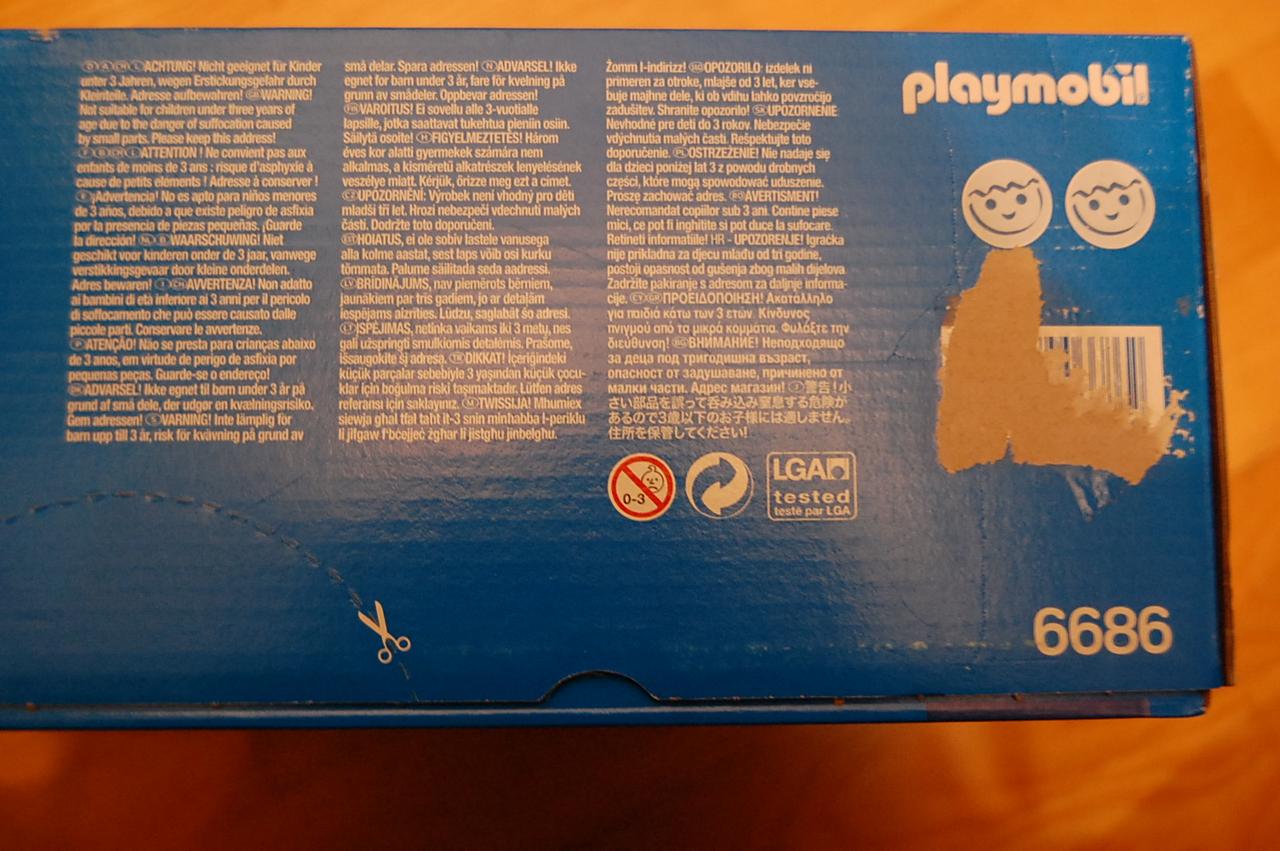 ACHTUNG! Nicht geeignet für Kinder
unter 3 Jahren, wegen Erstickungsgefahr durch
Kleinteile. Adresse aufbewahren! WARNING!
Not suitable for children under three years of
age due to the danger of suffocation caused
by small parts. Please keep this address!
ATTENTION ! Ne convient pas aux
enfants de moins de 3 ans : risque d'asphyxie à
cause de petits éléments ! Adresse à conserver !
¡Advertencia! No es apto para niños menores
de 3 años, debido a que existe peligro de asfixia
por la presencia de piezas pequeñas. ¡Guarde
la dirección! WAARSCHUWING! Niet
geschikt voor kinderen onder de 3 jaar, vanwege
verstikkingsgevaar door kleine onderdelen.
Adres bewaren! AVVERTENZA! Non adatto
ai bambini di età inferiore ai 3 anni per il pericolo
di soffocamento che può essere causato dalle
piccole parti. Conservare le avvertenze.
ATENÇÃO! Não se presta para crianças abaixo
de 3 anos, em virtude de perigo de asfixia por
pequenas peças. Guarde-se o endereço!
ADVARSEL! Ikke egnet til børn under 3 år på
grund af små dele, der udgør en kvælningsrisiko.
Gem adressen! VARNING! Inte lämplig för
barn upp till 3 år, risk för kvävning på grund av
små delar. Spara adressen! ADVARSEL! Ikke
egnet for barn under 3 år, fare for kvelning på
grunn av smådeler. Oppbevar adressen!
VAROITUS! Ei sovellu alle 3-vuotialle
lapsille, jotka saattavat tukehtua pieniin osiin.
Säilytä osoite! FIGYELMEZTETÉS! Három
éves kor alatti gyermekek számára nem
alkalmas, a kisméretű alkatrészek lenyelésének
veszélye miatt. Kérjük, őrizze meg ezt a címet.
UPOZORNĚNÍ: Výrobek není vhodný pro děti
mladší tří let. Hrozí nebezpečí vdechnutí malých
částí. Dodržte toto doporučení.
HOIATUS, ei ole sobiv lastele vanusega
alla kolme aastat, sest laps võib osi kurku
tõmmata. Palume säilitada seda aadressi.
BRĪDINĀJUMS, nav piemērots bērniem,
jaunākiem par trīs gadiem, jo ar detaļām
iespējams aizrīties. Lūdzu, saglabāt šo adresi.
ĮSPĖJIMAS, netinka vaikams iki 3 metų, nes
gali užspringti smulkiomis detalėmis. Prašome,
išsaugokite šį adresą. DIKKAT! İçeriğindeki
küçük parçalar sebebiyle 3 yaşından küçük çocu-
klar için boğulma riski taşımaktadır. Lütfen adres
referansı için saklayınız. TWISSIJA! Mhumiex
siewja għal tfal taħt it-3 snin minħabba l-periklu
li jifgaw f'bċejjeċ żgħar li jistgħu jinbelgħu.
Żomm l-indirizz! OPOZORILO: izdelek ni
primeren za otroke, mlajše od 3 let, ker vse-
buje majhne dele, ki ob vdihu lahko povzročijo
zadušitev. Shranite opozorilo! UPOZORNENIE
Nevhodné pre deti do 3 rokov. Nebezpečie
vdýchnutia malých častí. Rešpektujte toto
doporučenie. OSTRZEŻENIE! Nie nadaje się
dla dzieci poniżej lat 3 z powodu drobnych
części, które mogą spowodować uduszenie.
Proszę zachować adres. AVERTISMENT!
Nerecomandat copiilor sub 3 ani. Contine piese
mici, ce pot fi inghitite si pot duce la sufocare.
Retineti informatiile! HR - UPOZORENJE! Igračka
nije prikladna za djecu mlađu od tri godine,
postoji opasnost od gušenja zbog malih dijelova
Zadržite pakiranje s adresom za daljnje informa-
cije. ΠΡΕΙΔΟΠΟΙΗΣΗ! Ακατάλληλο
για παιδιά κάτω των 3 ετών. Κίνδυνος
πνιγμού από τα μικρά κομμάτια. Φυλάξτε την
διεύθυνση! ВНИМАНИЕ! Неподходящо
за деца под тригодишна възраст,
опасност от задушаване, причинено от
малки части. Адрес магазин! 警告!小
さい部品を誤って呑み込み窒息する危険が
あるので3歳以下のお子様には適しません。
住所を保管してください!
0-3
LGA
tested
testé par LGA
playmobil
6686